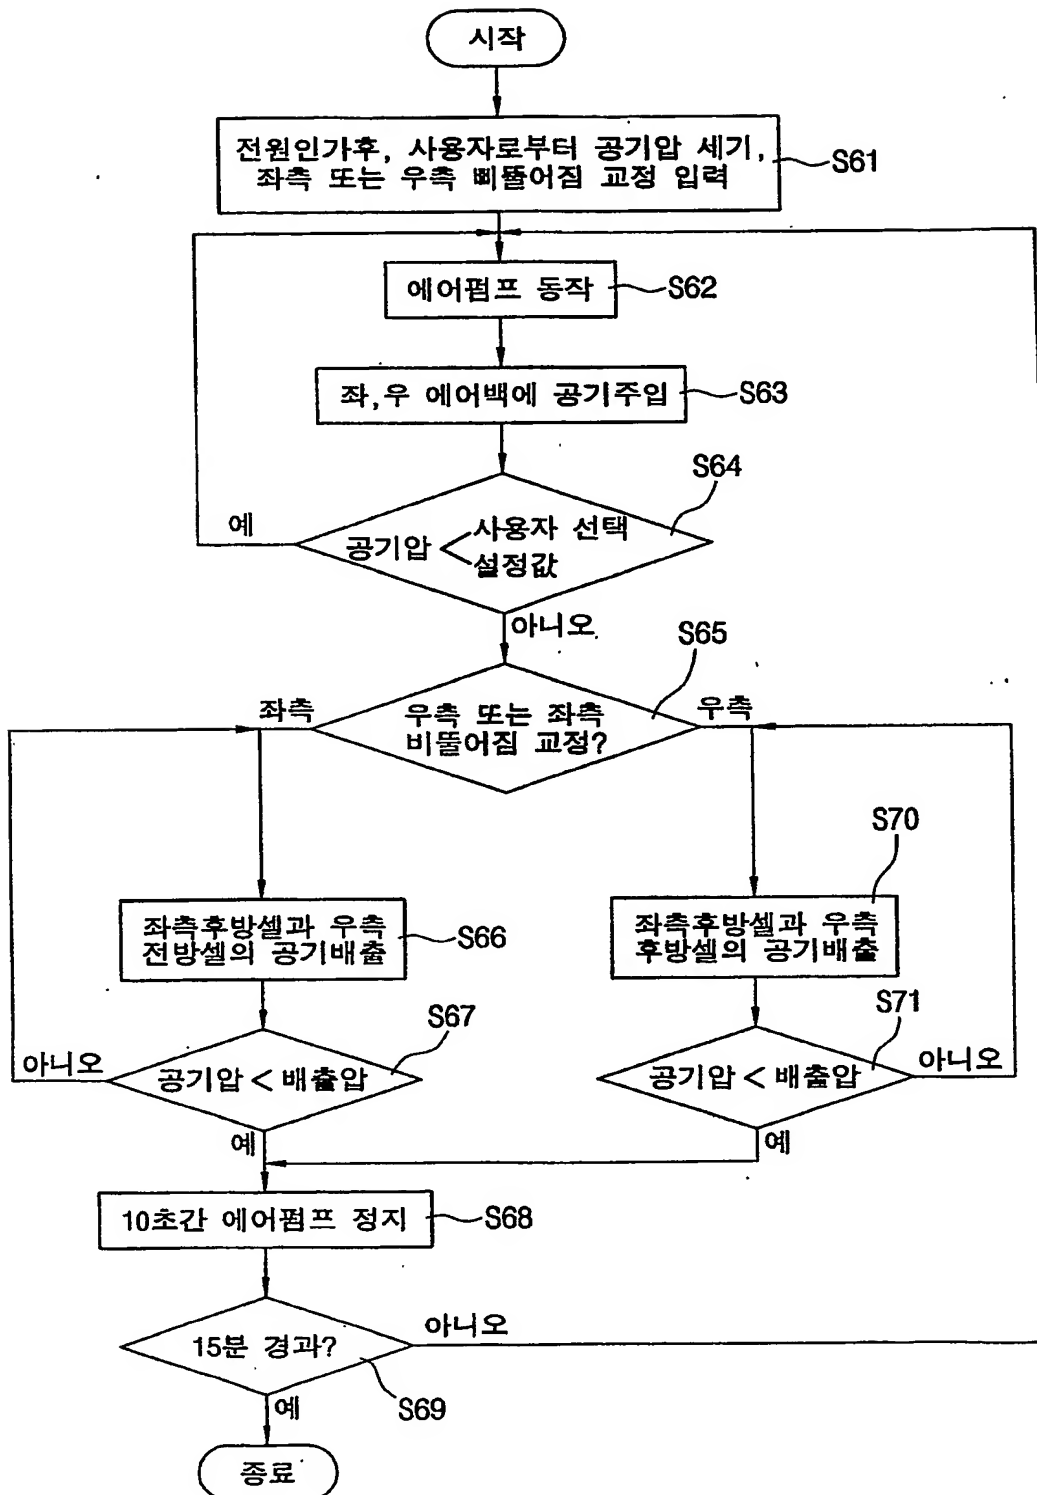 시작
전원인가후, 사용자로부터 공기압 세기,
좌측 또는 우측 삐뚤어짐 교정 입력
S61
에어펌프 동작
S62
좌,우 에어백에 공기주입
S63
S64
예
공기압 <
사용자 선택
설정값
아니오
S65
좌측
우측 또는 좌측
비뚤어짐 교정?
우측
S70
좌측후방셀과 우측
전방셀의 공기배출
S66
좌측후방셀과 우측
후방셀의 공기배출
S67
S71
아니오
공기압 < 배출압
공기압 < 배출압
아니오
예
예
10초간 에어펌프 정지
S68
15분 경과?
아니오
S69
예
종료